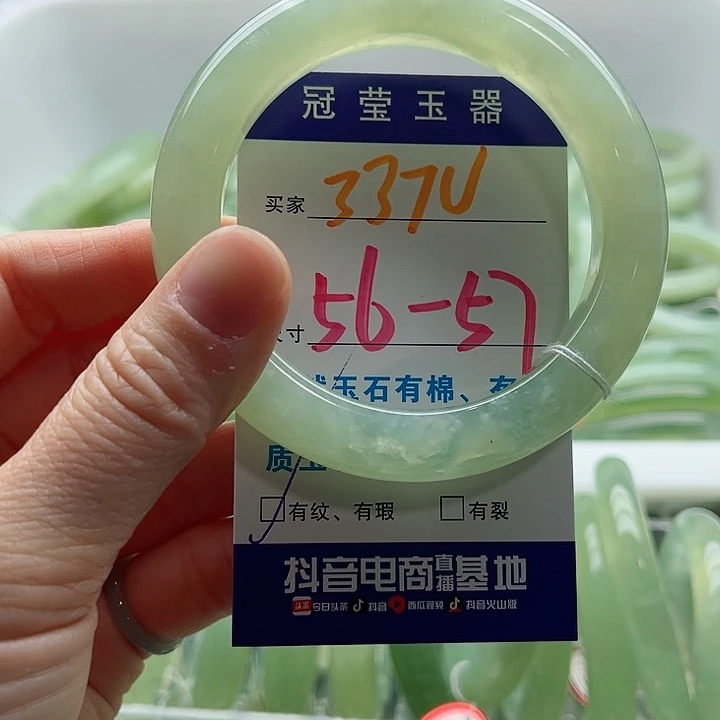 冠莹玉器
买家 337U
寸 56-57
玉石有棉、有
质
有纹、有瑕 有裂
抖音电商直播基地
头条 今日头条 抖音 西瓜视频 抖音火山版